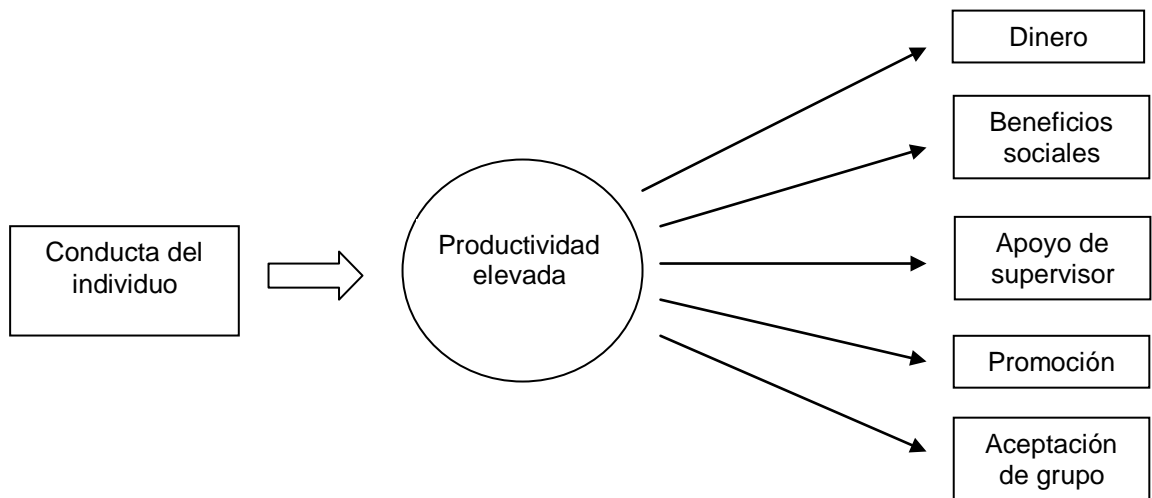 Conducta del
individuo
Productividad
elevada
Dinero
Beneficios
sociales
Apoyo de
supervisor
Promoción
Aceptación
de grupo